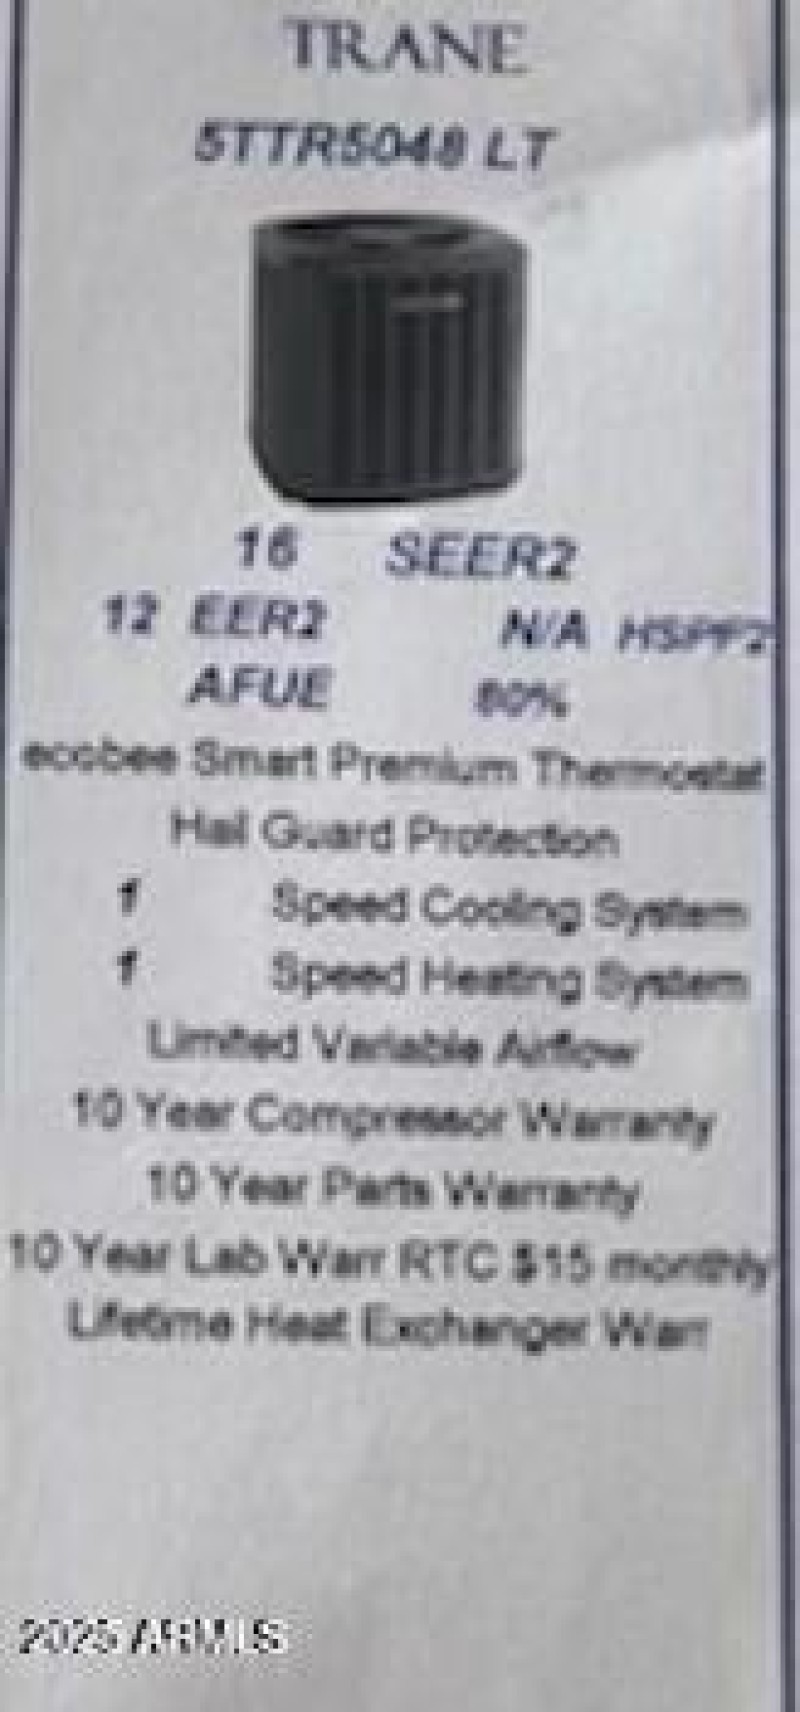 TRANE
5TTR5048 LT
16 SEER2
12 EER2 N/A HSPF2
AFUE 80%
ecobee Smart Premium Thermostat
Hail Guard Protection
1 Speed Cooling System
1 Speed Heating System
Limited Variable Airflow
10 Year Compressor Warranty
10 Year Parts Warranty
10 Year Lab Warr RTC $15 monthly
Lifetime Heat Exchanger Warr
2025 ARMLS